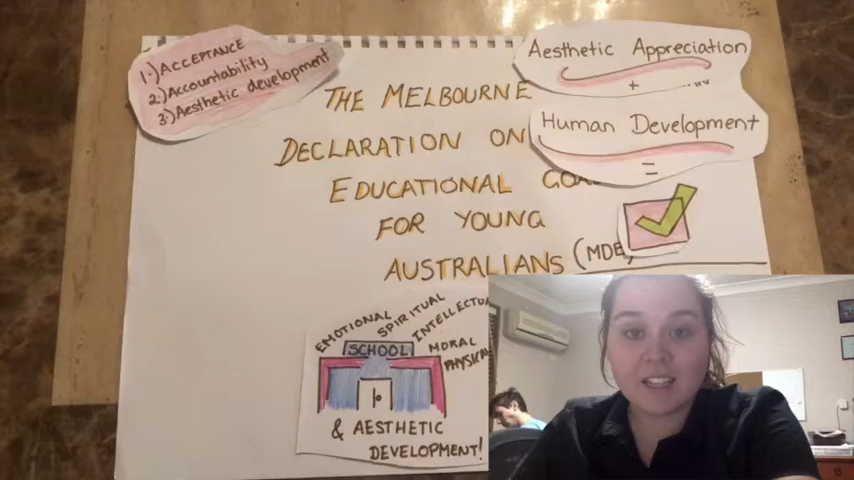 1.) ACCEPTANCE
2.) Accountability
3.) Aesthetic development
THE MELBOURNE
DECLARATION ON
EDUCATIONAL
FOR YOUNG
AUSTRALIANS (MDE
Aesthetic Appreciation
+
Human Development
=
EMOTIONAL
SPIRITUAL
INTELLECTU
MORAL
PHYSICAL
SCHOOL
& AESTHETIC
DEVELOPMENT!